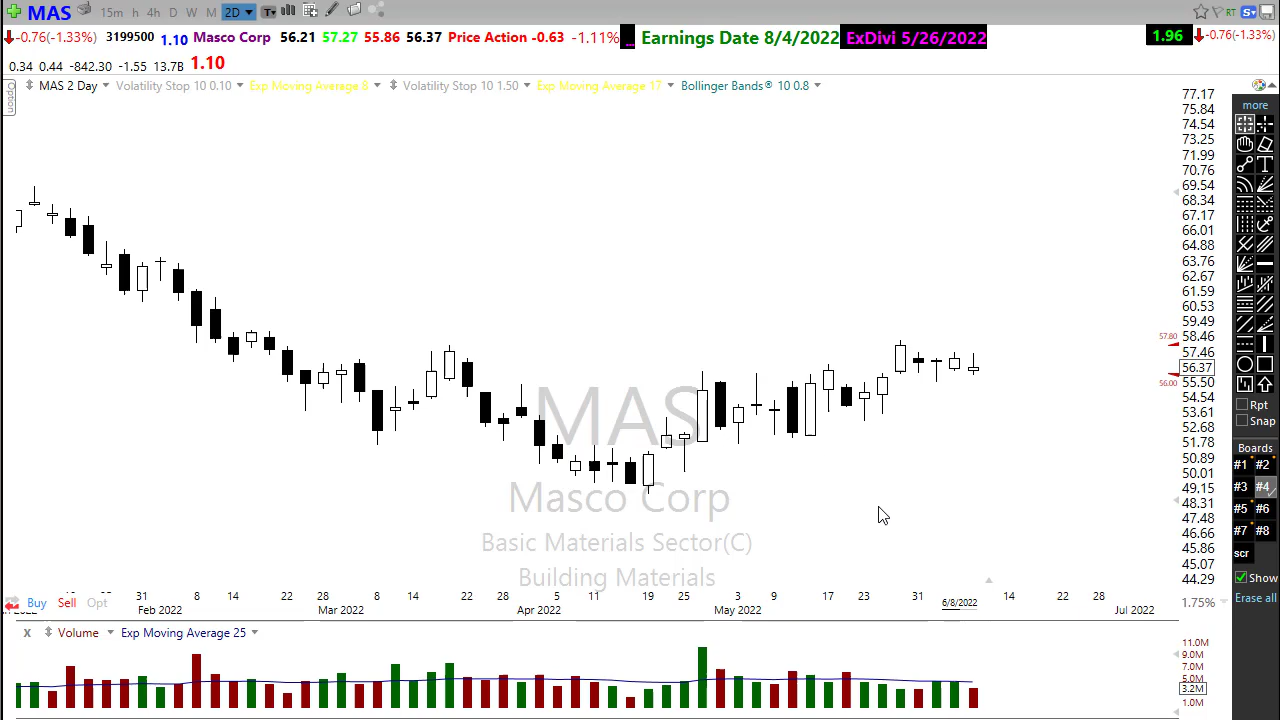 MAS 15m h 4h D W M 2D T RT S
-0.76(-1.33%) 3199500 1.10 Masco Corp 56.21 57.27 55.86 56.37 Price Action -0.63 -1.11% ... Earnings Date 8/4/2022 ExDivi 5/26/2022 1.96 -0.76(-1.33%)
0.34 0.44 -842.30 -1.55 13.7B 1.10
Option
MAS 2 Day Volatility Stop 10 0.10 Exp Moving Average 8 Volatility Stop 10 1.50 Exp Moving Average 17 Bollinger Bands® 10 0.8
77.17
75.84
74.54
73.25
71.99
70.76
69.54
68.34
67.17
66.01
64.88
63.76
62.67
61.59
60.53
59.49
58.46
57.46
56.37
55.50
54.54
53.61
52.68
51.78
50.89
50.01
49.15
48.31
47.48
46.66
45.86
45.07
44.29
57.80
56.00
more
T
Rpt
Snap
Boards
#1 #2
#3 #4
#5 #6
#7 #8
scr
Show
Erase all
MAS
Masco Corp
Basic Materials Sector(C)
Building Materials
31 8 14 22 28 8 14 22 28 5 11 19 25 3 9 17 23 31 6/8/2022 14 22 28
Feb 2022 Mar 2022 Apr 2022 May 2022 Jul 2022
Buy Sell Opt
1.75%
x Volume Exp Moving Average 25
11.0M
9.0M
7.0M
5.0M
3.2M
1.0M